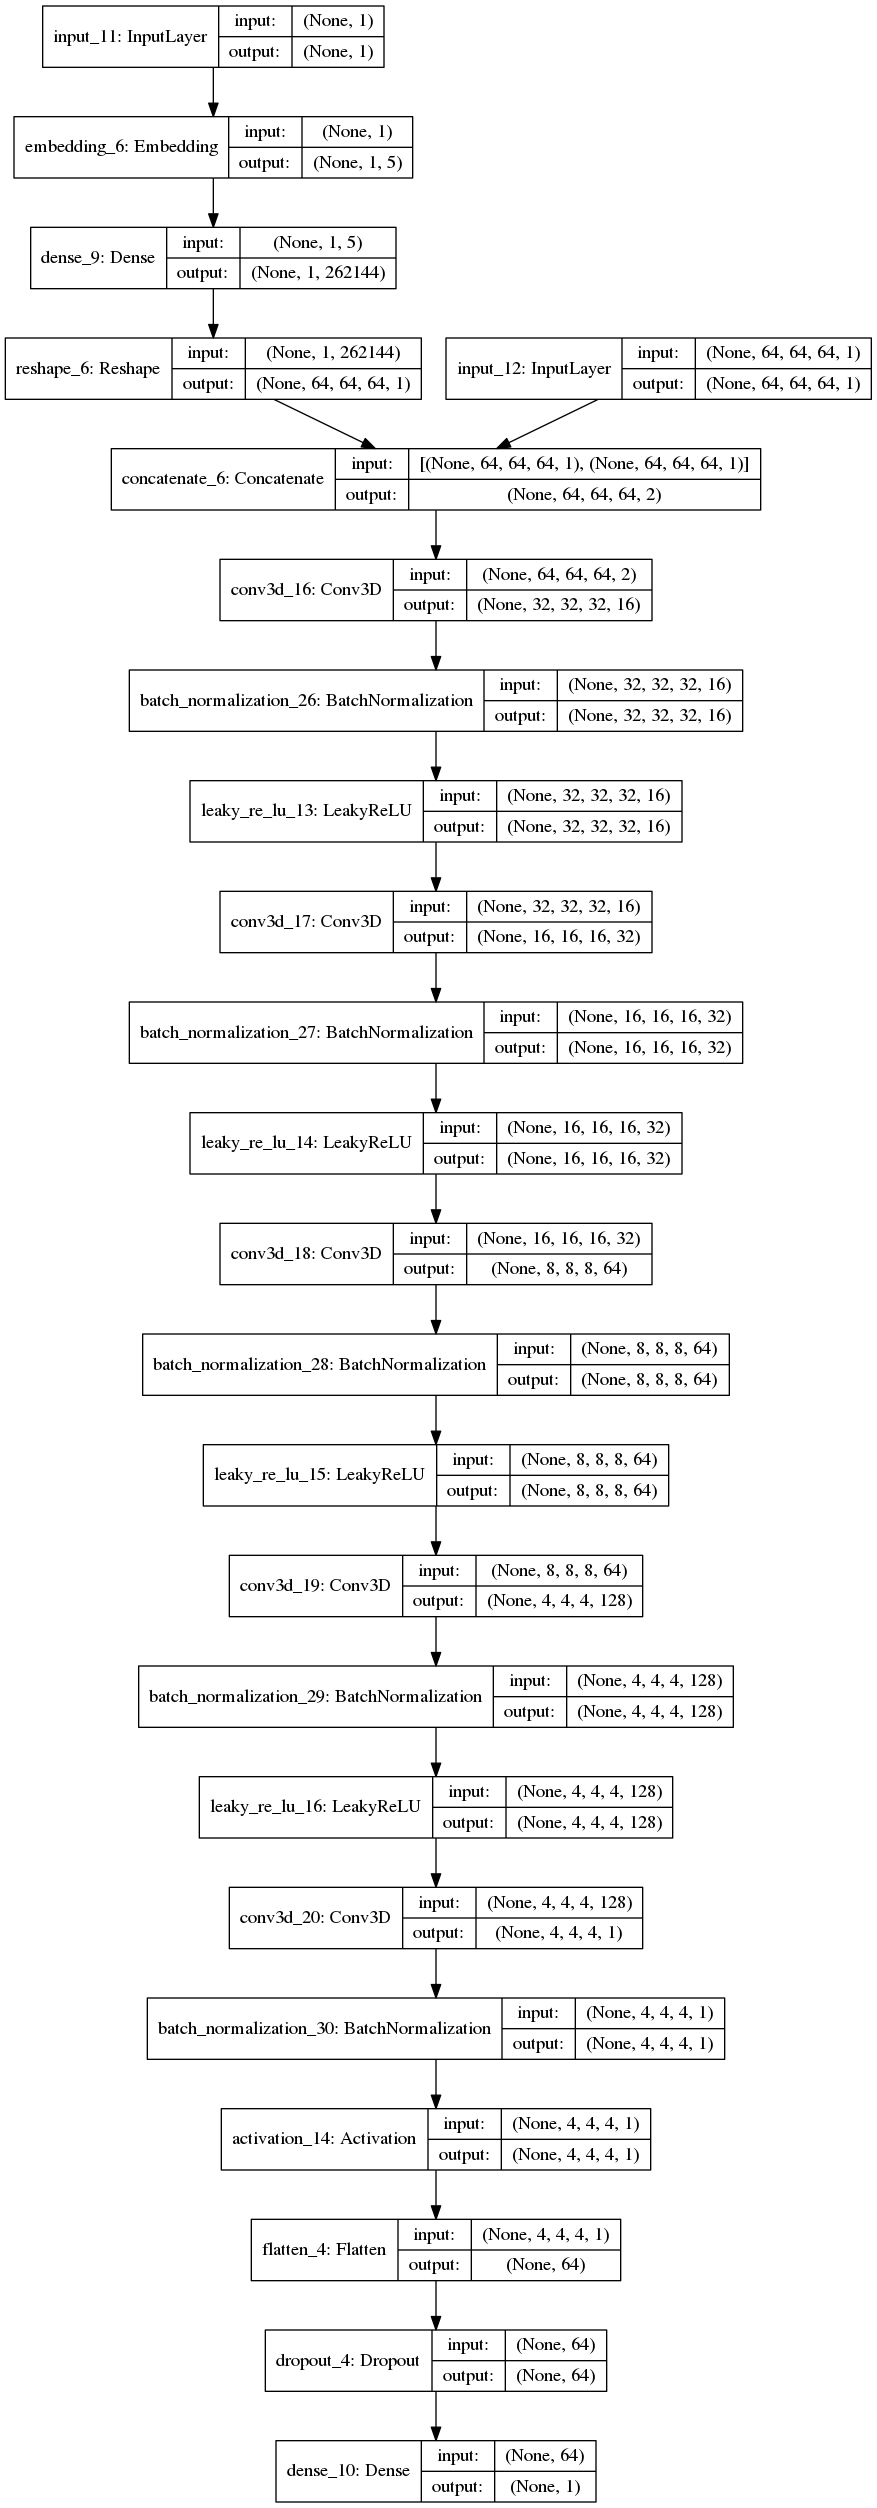 input_11: InputLayer
input: (None, 1)
output: (None, 1)
embedding_6: Embedding
input: (None, 1)
output: (None, 1, 5)
dense_9: Dense
input: (None, 1, 5)
output: (None, 1, 262144)
reshape_6: Reshape
input: (None, 1, 262144)
output: (None, 64, 64, 64, 1)
input_12: InputLayer
input: (None, 64, 64, 64, 1)
output: (None, 64, 64, 64, 1)
concatenate_6: Concatenate
input: [(None, 64, 64, 64, 1), (None, 64, 64, 64, 1)]
output: (None, 64, 64, 64, 2)
conv3d_16: Conv3D
input: (None, 64, 64, 64, 2)
output: (None, 32, 32, 32, 16)
batch_normalization_26: BatchNormalization
input: (None, 32, 32, 32, 16)
output: (None, 32, 32, 32, 16)
leaky_re_lu_13: LeakyReLU
input: (None, 32, 32, 32, 16)
output: (None, 32, 32, 32, 16)
conv3d_17: Conv3D
input: (None, 32, 32, 32, 16)
output: (None, 16, 16, 16, 32)
batch_normalization_27: BatchNormalization
input: (None, 16, 16, 16, 32)
output: (None, 16, 16, 16, 32)
leaky_re_lu_14: LeakyReLU
input: (None, 16, 16, 16, 32)
output: (None, 16, 16, 16, 32)
conv3d_18: Conv3D
input: (None, 16, 16, 16, 32)
output: (None, 8, 8, 8, 64)
batch_normalization_28: BatchNormalization
input: (None, 8, 8, 8, 64)
output: (None, 8, 8, 8, 64)
leaky_re_lu_15: LeakyReLU
input: (None, 8, 8, 8, 64)
output: (None, 8, 8, 8, 64)
conv3d_19: Conv3D
input: (None, 8, 8, 8, 64)
output: (None, 4, 4, 4, 128)
batch_normalization_29: BatchNormalization
input: (None, 4, 4, 4, 128)
output: (None, 4, 4, 4, 128)
leaky_re_lu_16: LeakyReLU
input: (None, 4, 4, 4, 128)
output: (None, 4, 4, 4, 128)
conv3d_20: Conv3D
input: (None, 4, 4, 4, 128)
output: (None, 4, 4, 4, 1)
batch_normalization_30: BatchNormalization
input: (None, 4, 4, 4, 1)
output: (None, 4, 4, 4, 1)
activation_14: Activation
input: (None, 4, 4, 4, 1)
output: (None, 4, 4, 4, 1)
flatten_4: Flatten
input: (None, 4, 4, 4, 1)
output: (None, 64)
dropout_4: Dropout
input: (None, 64)
output: (None, 64)
dense_10: Dense
input: (None, 64)
output: (None, 1)